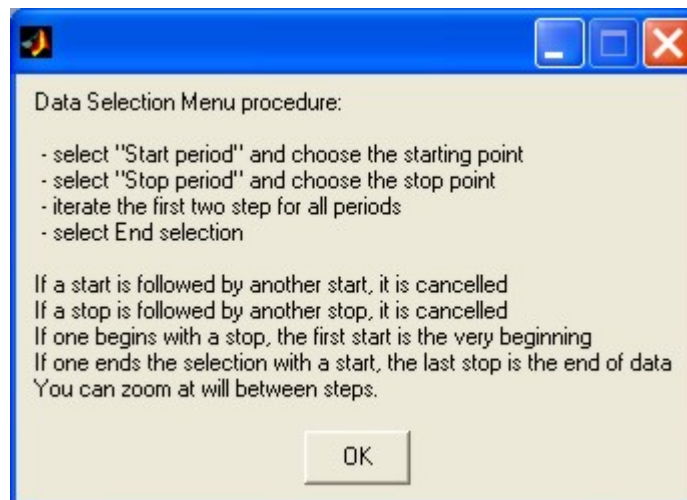 Data Selection Menu procedure:
- select "Start period" and choose the starting point
- select "Stop period" and choose the stop point
- iterate the first two step for all periods
- select End selection
If a start is followed by another start, it is cancelled
If a stop is followed by another stop, it is cancelled
If one begins with a stop, the first start is the very beginning
If one ends the selection with a start, the last stop is the end of data
You can zoom at will between steps.
OK